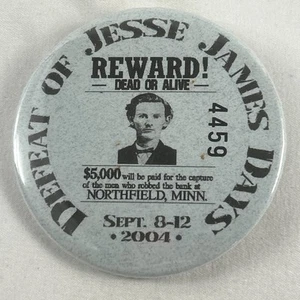 DEFEAT OF JESSE JAMES DAYS
REWARD!
— DEAD OR ALIVE —
4459
$5,000 will be paid for the capture
of the men who robbed the bank at
NORTHFIELD, MINN.
SEPT. 8-12
• 2004 •